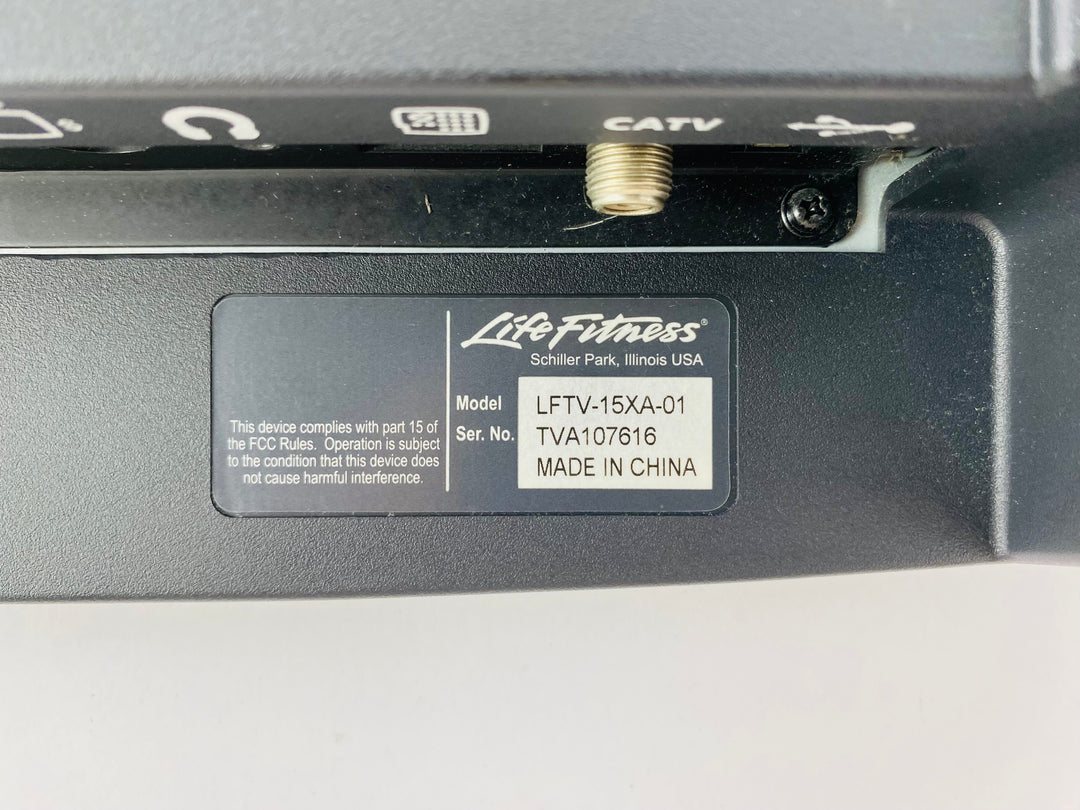 CATV
This device complies with part 15 of
the FCC Rules. Operation is subject
to the condition that this device does
not cause harmful interference.
LifeFitness®
Schiller Park, Illinois USA
Model LFTV-15XA-01
Ser. No. TVA107616
MADE IN CHINA